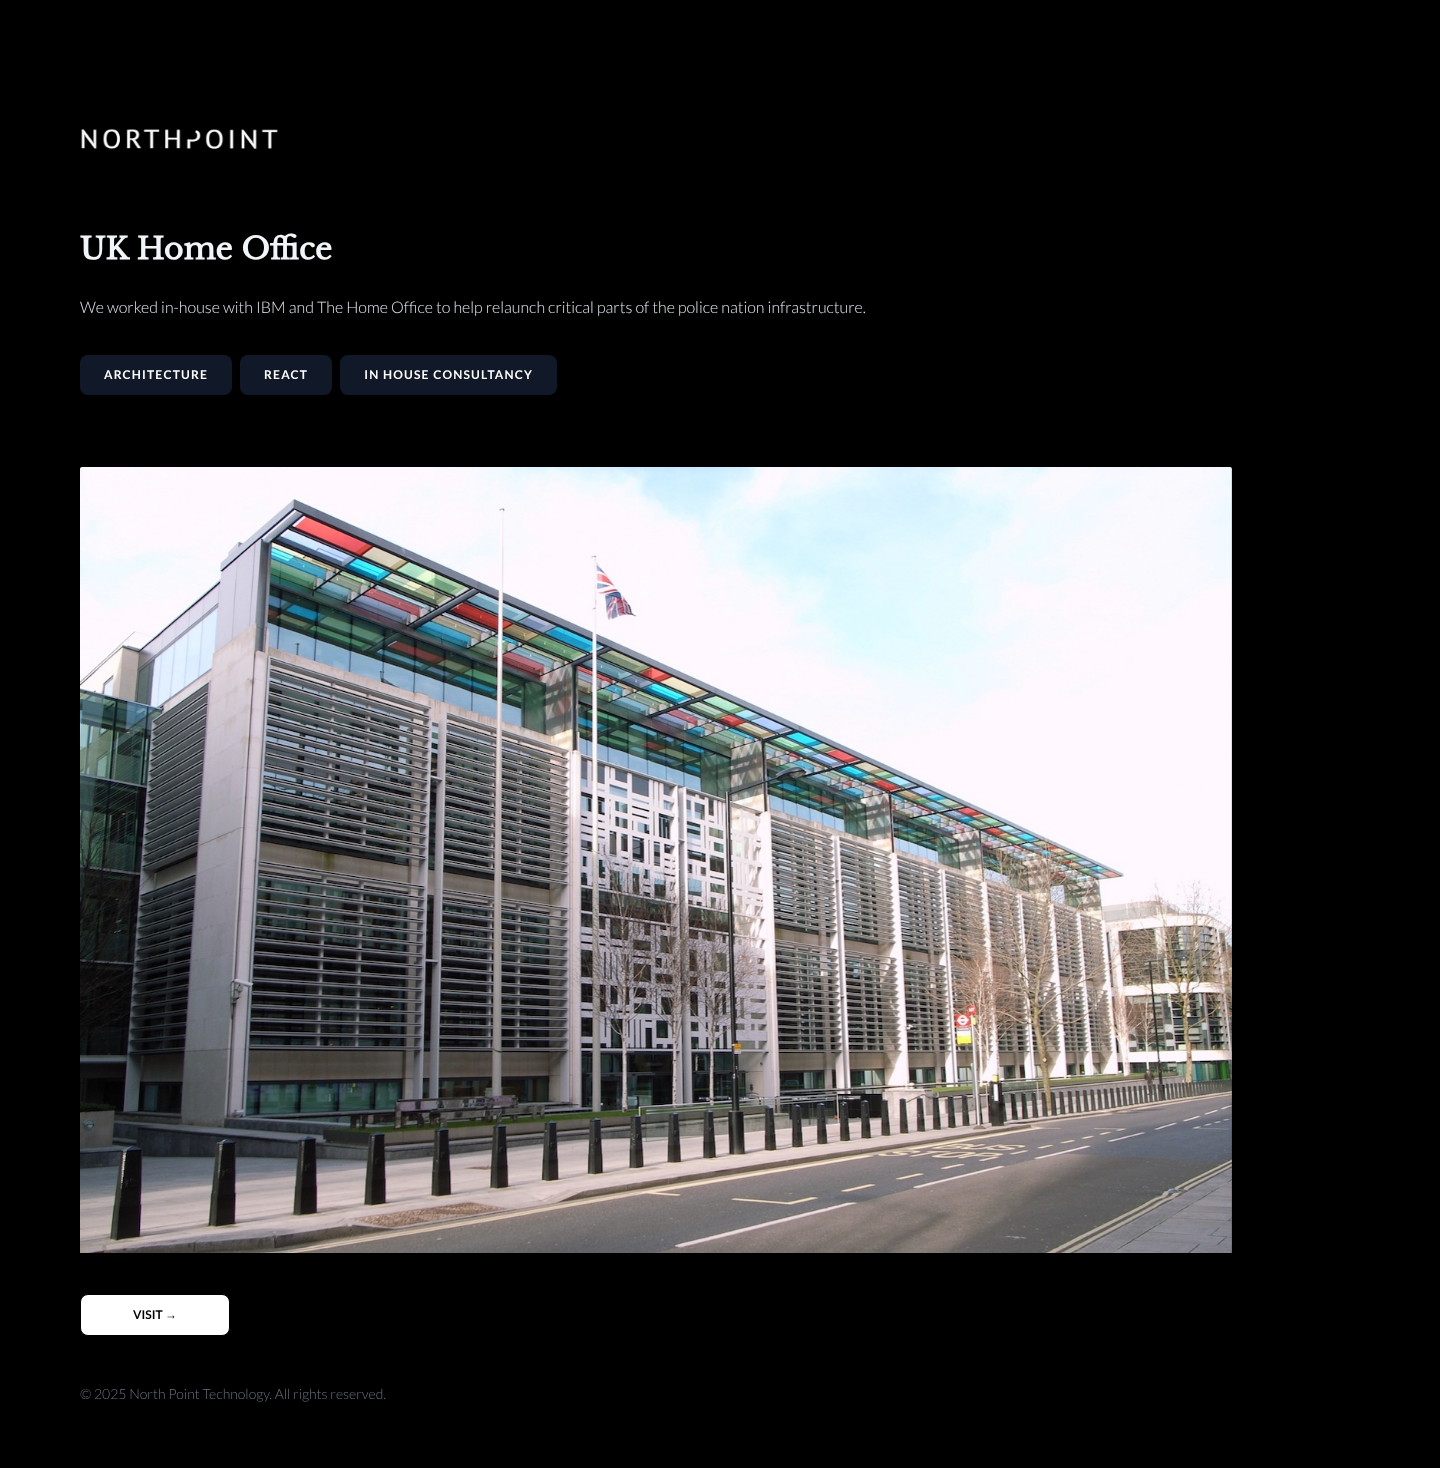 NORTHPOINT
UK Home Office
We worked in-house with IBM and The Home Office to help relaunch critical parts of the police nation infrastructure.
ARCHITECTURE
REACT
IN HOUSE CONSULTANCY
VISIT →
© 2025 North Point Technology. All rights reserved.